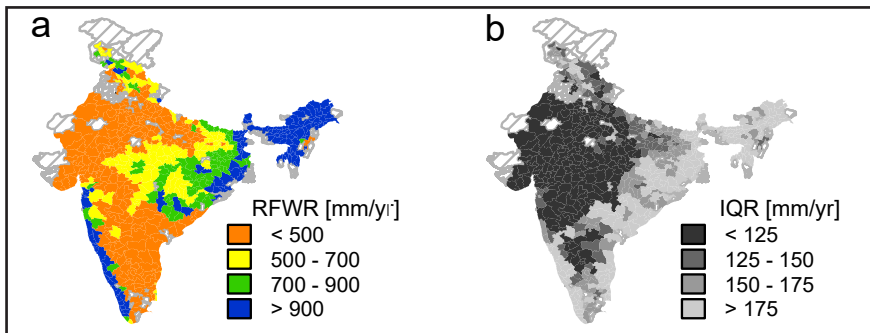 a
RFWR [mm/yr]
< 500
500 - 700
700 - 900
> 900
b
IQR [mm/yr]
< 125
125 - 150
150 - 175
> 175